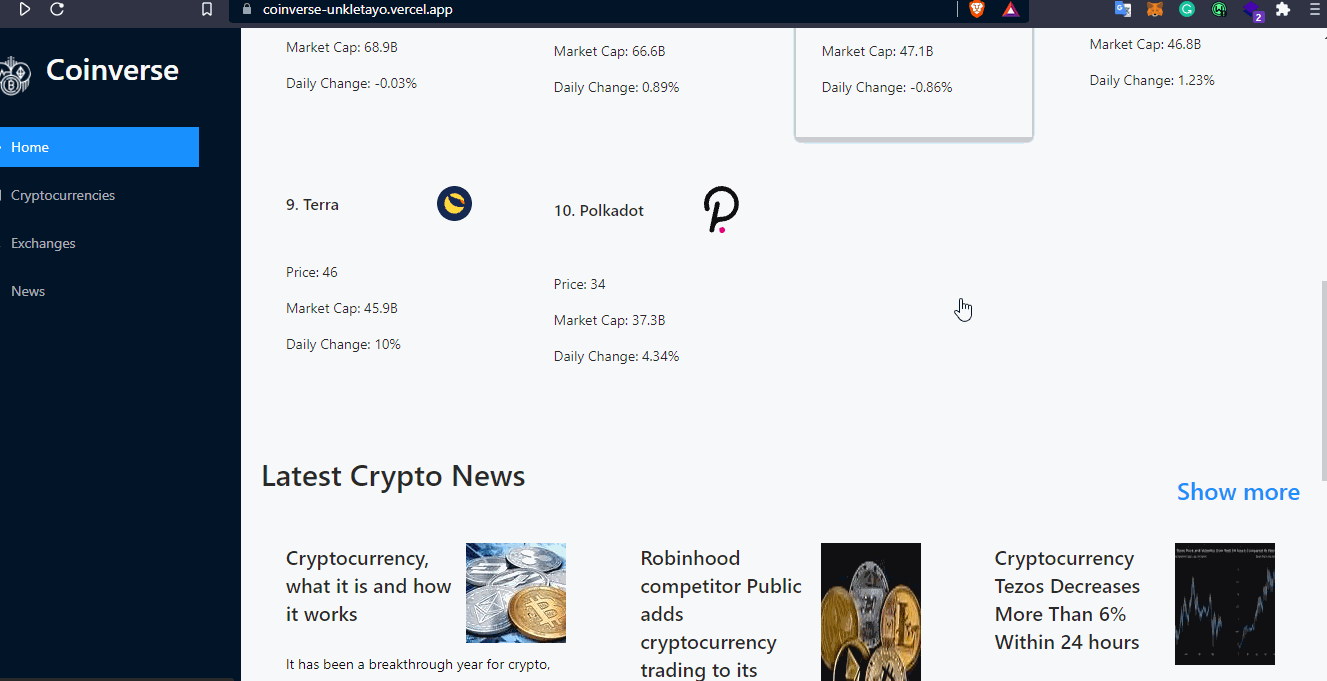 coinverse-unkletayo.vercel.app
2
Coinverse
Home
Cryptocurrencies
Exchanges
News
Market Cap: 68.9B
Daily Change: -0.03%
Market Cap: 66.6B
Daily Change: 0.89%
Market Cap: 47.1B
Daily Change: -0.86%
Market Cap: 46.8B
Daily Change: 1.23%
9. Terra
Price: 46
Market Cap: 45.9B
Daily Change: 10%
10. Polkadot
Price: 34
Market Cap: 37.3B
Daily Change: 4.34%
Latest Crypto News
Show more
Cryptocurrency,
what it is and how
it works
It has been a breakthrough year for crypto,
Robinhood
competitor Public
adds
cryptocurrency
trading to its
Cryptocurrency
Tezos Decreases
More Than 6%
Within 24 hours